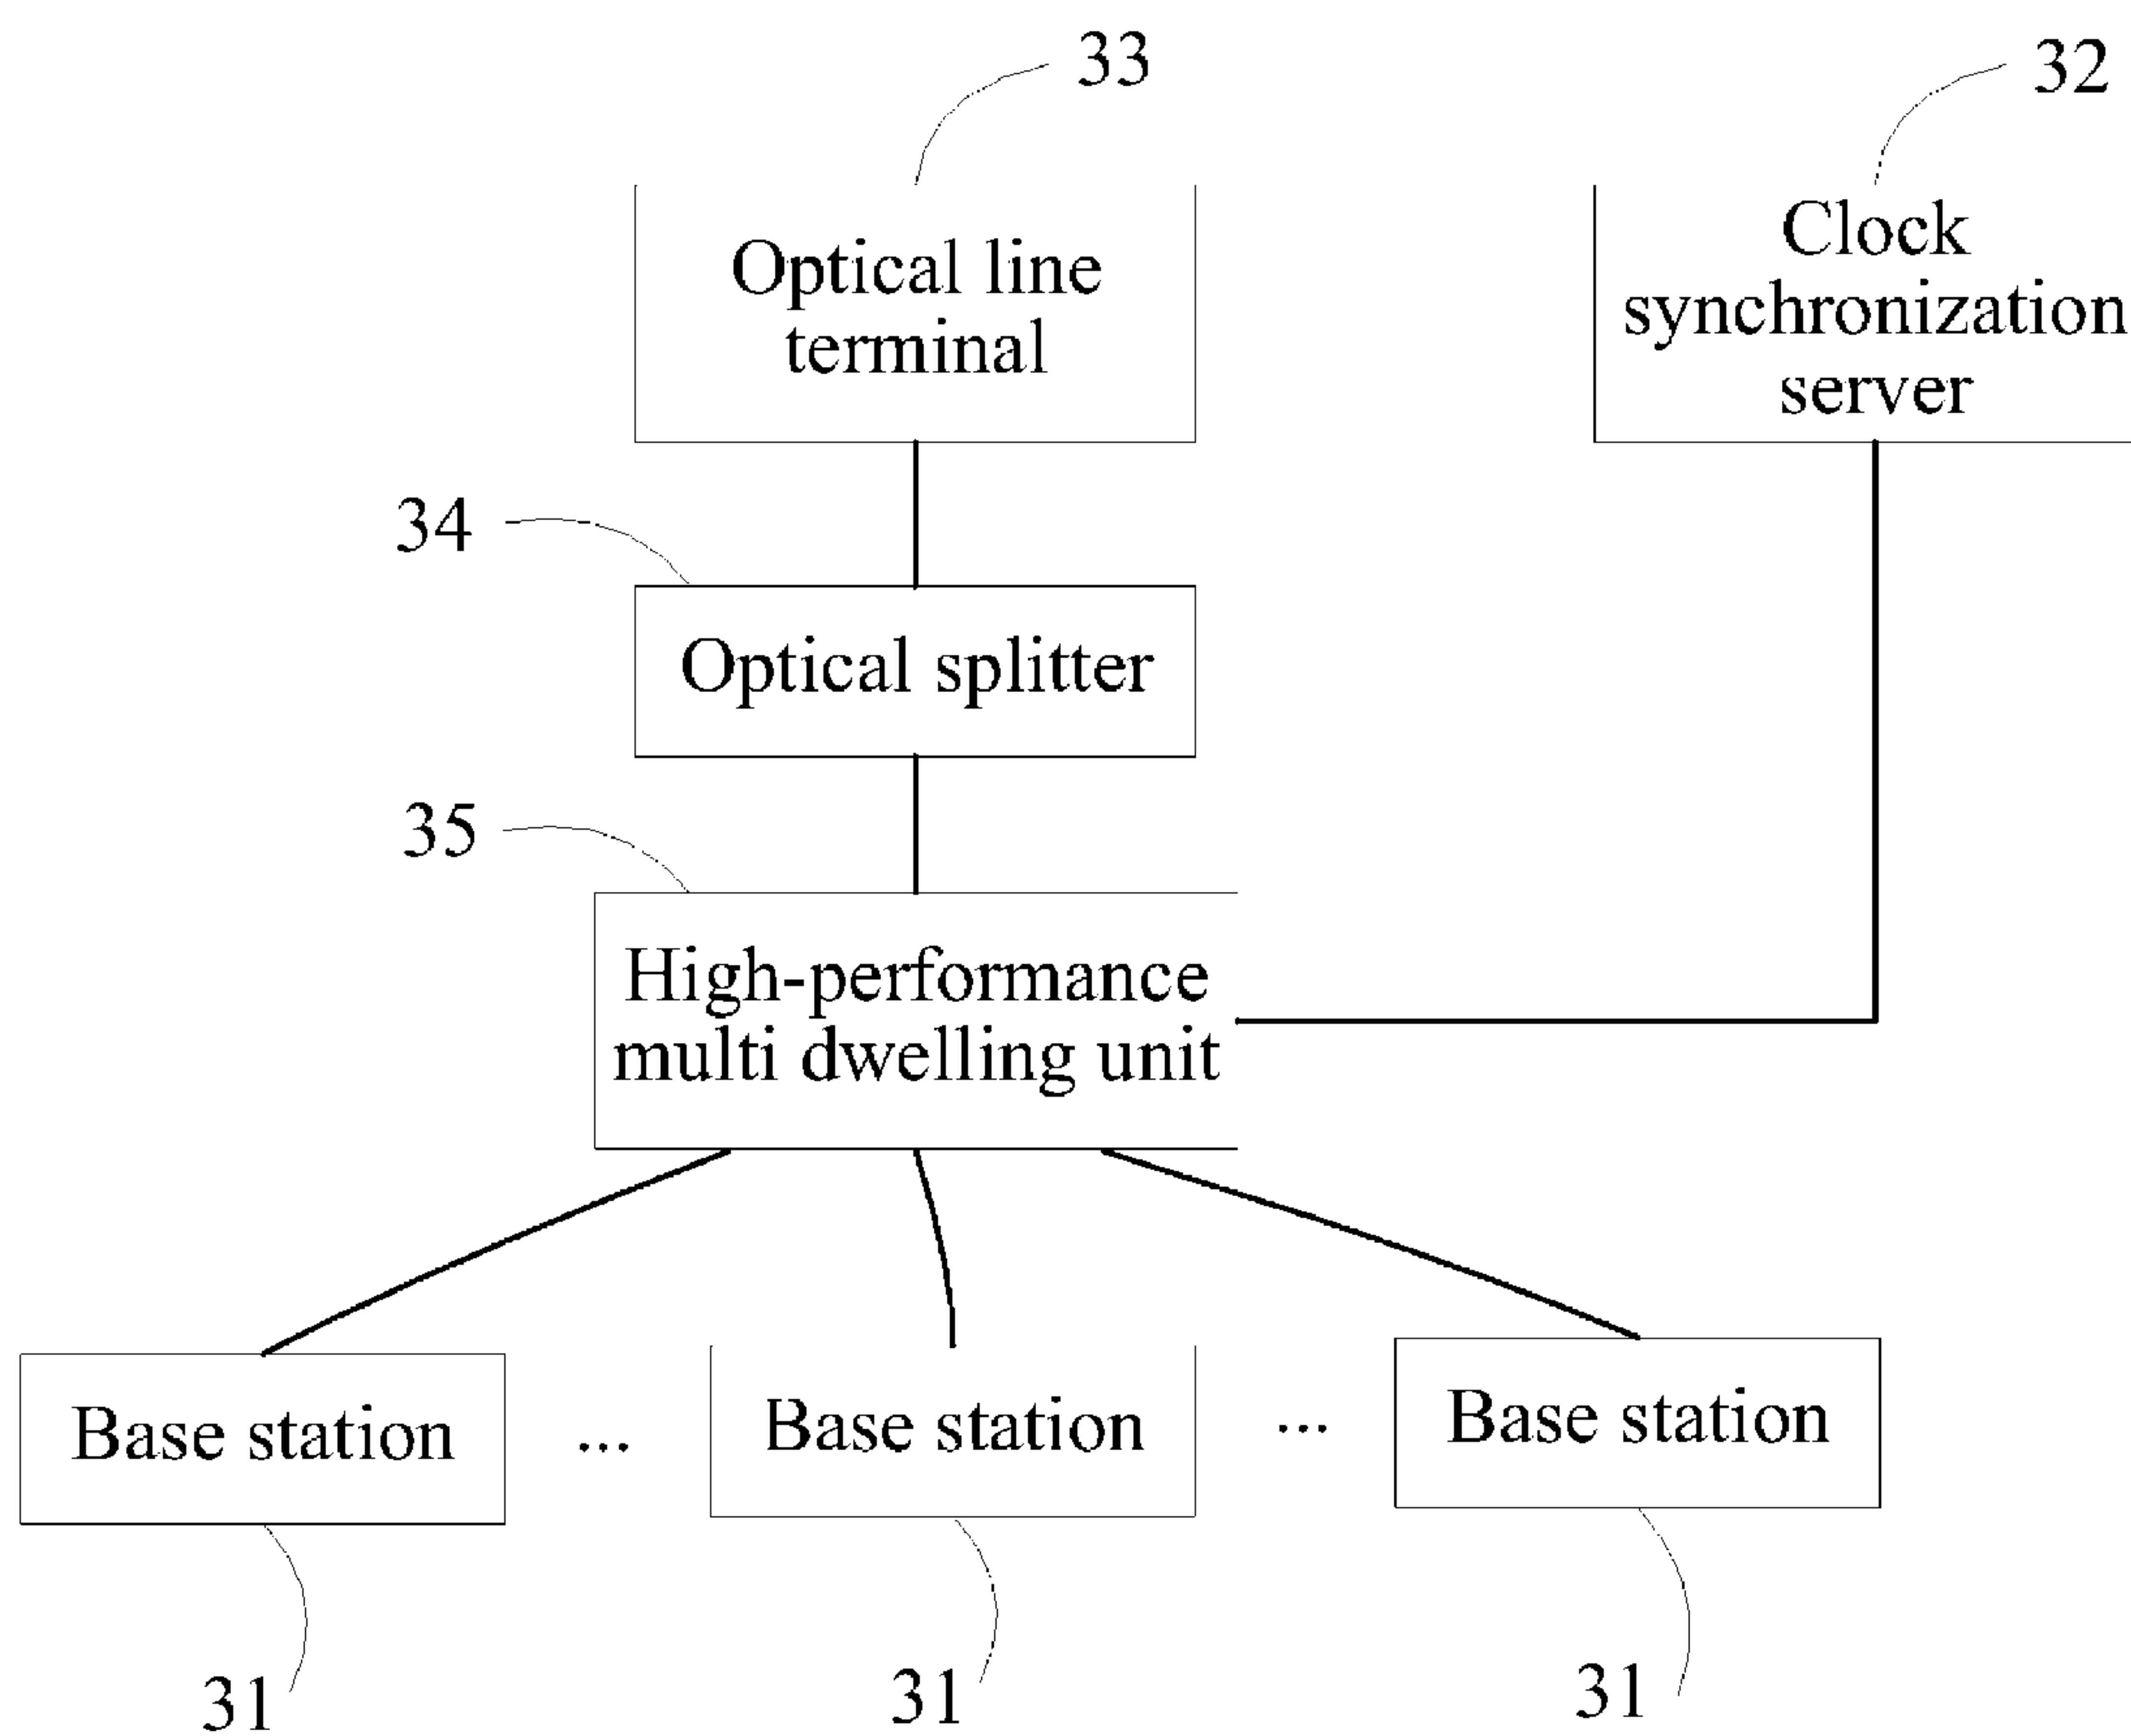 33
32
Optical line
terminal
Clock
synchronization
server
34
Optical splitter
35
High-performance
multi dwelling unit
Base station
...
Base station
...
Base station
31
31
31